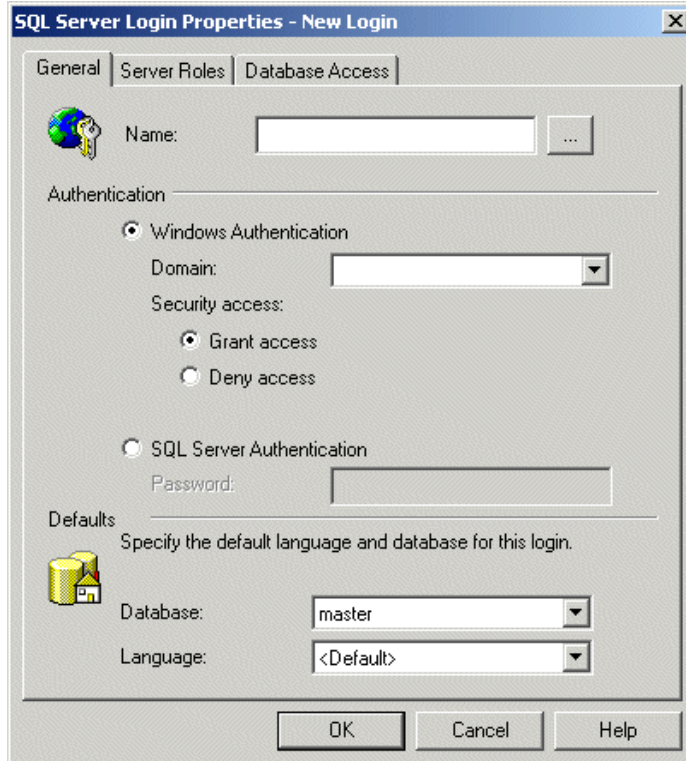 SQL Server Login Properties - New Login
General Server Roles Database Access
Name: ...
Authentication
Windows Authentication
Domain:
Security access:
Grant access
Deny access
SQL Server Authentication
Password:
Defaults
Specify the default language and database for this login.
Database: master
Language: <Default>
OK Cancel Help